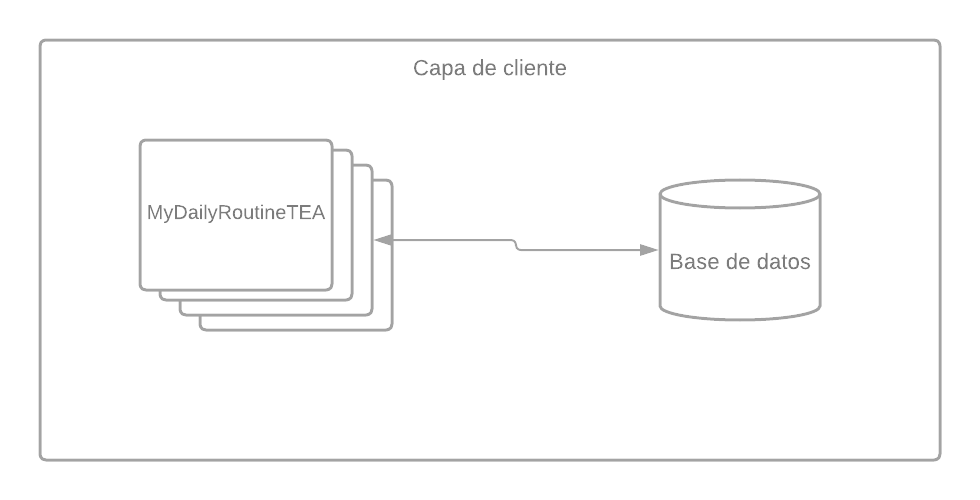 Capa de cliente
MyDailyRoutineTEA
Base de datos